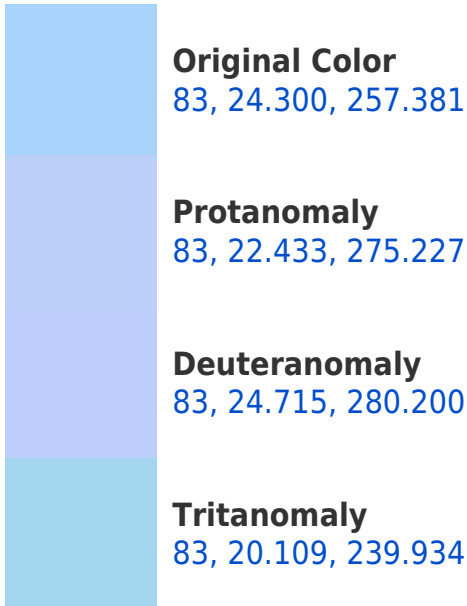 Original Color
83, 24.300, 257.381
Protanomaly
83, 22.433, 275.227
Deuteranomaly
83, 24.715, 280.200
Tritanomaly
83, 20.109, 239.934